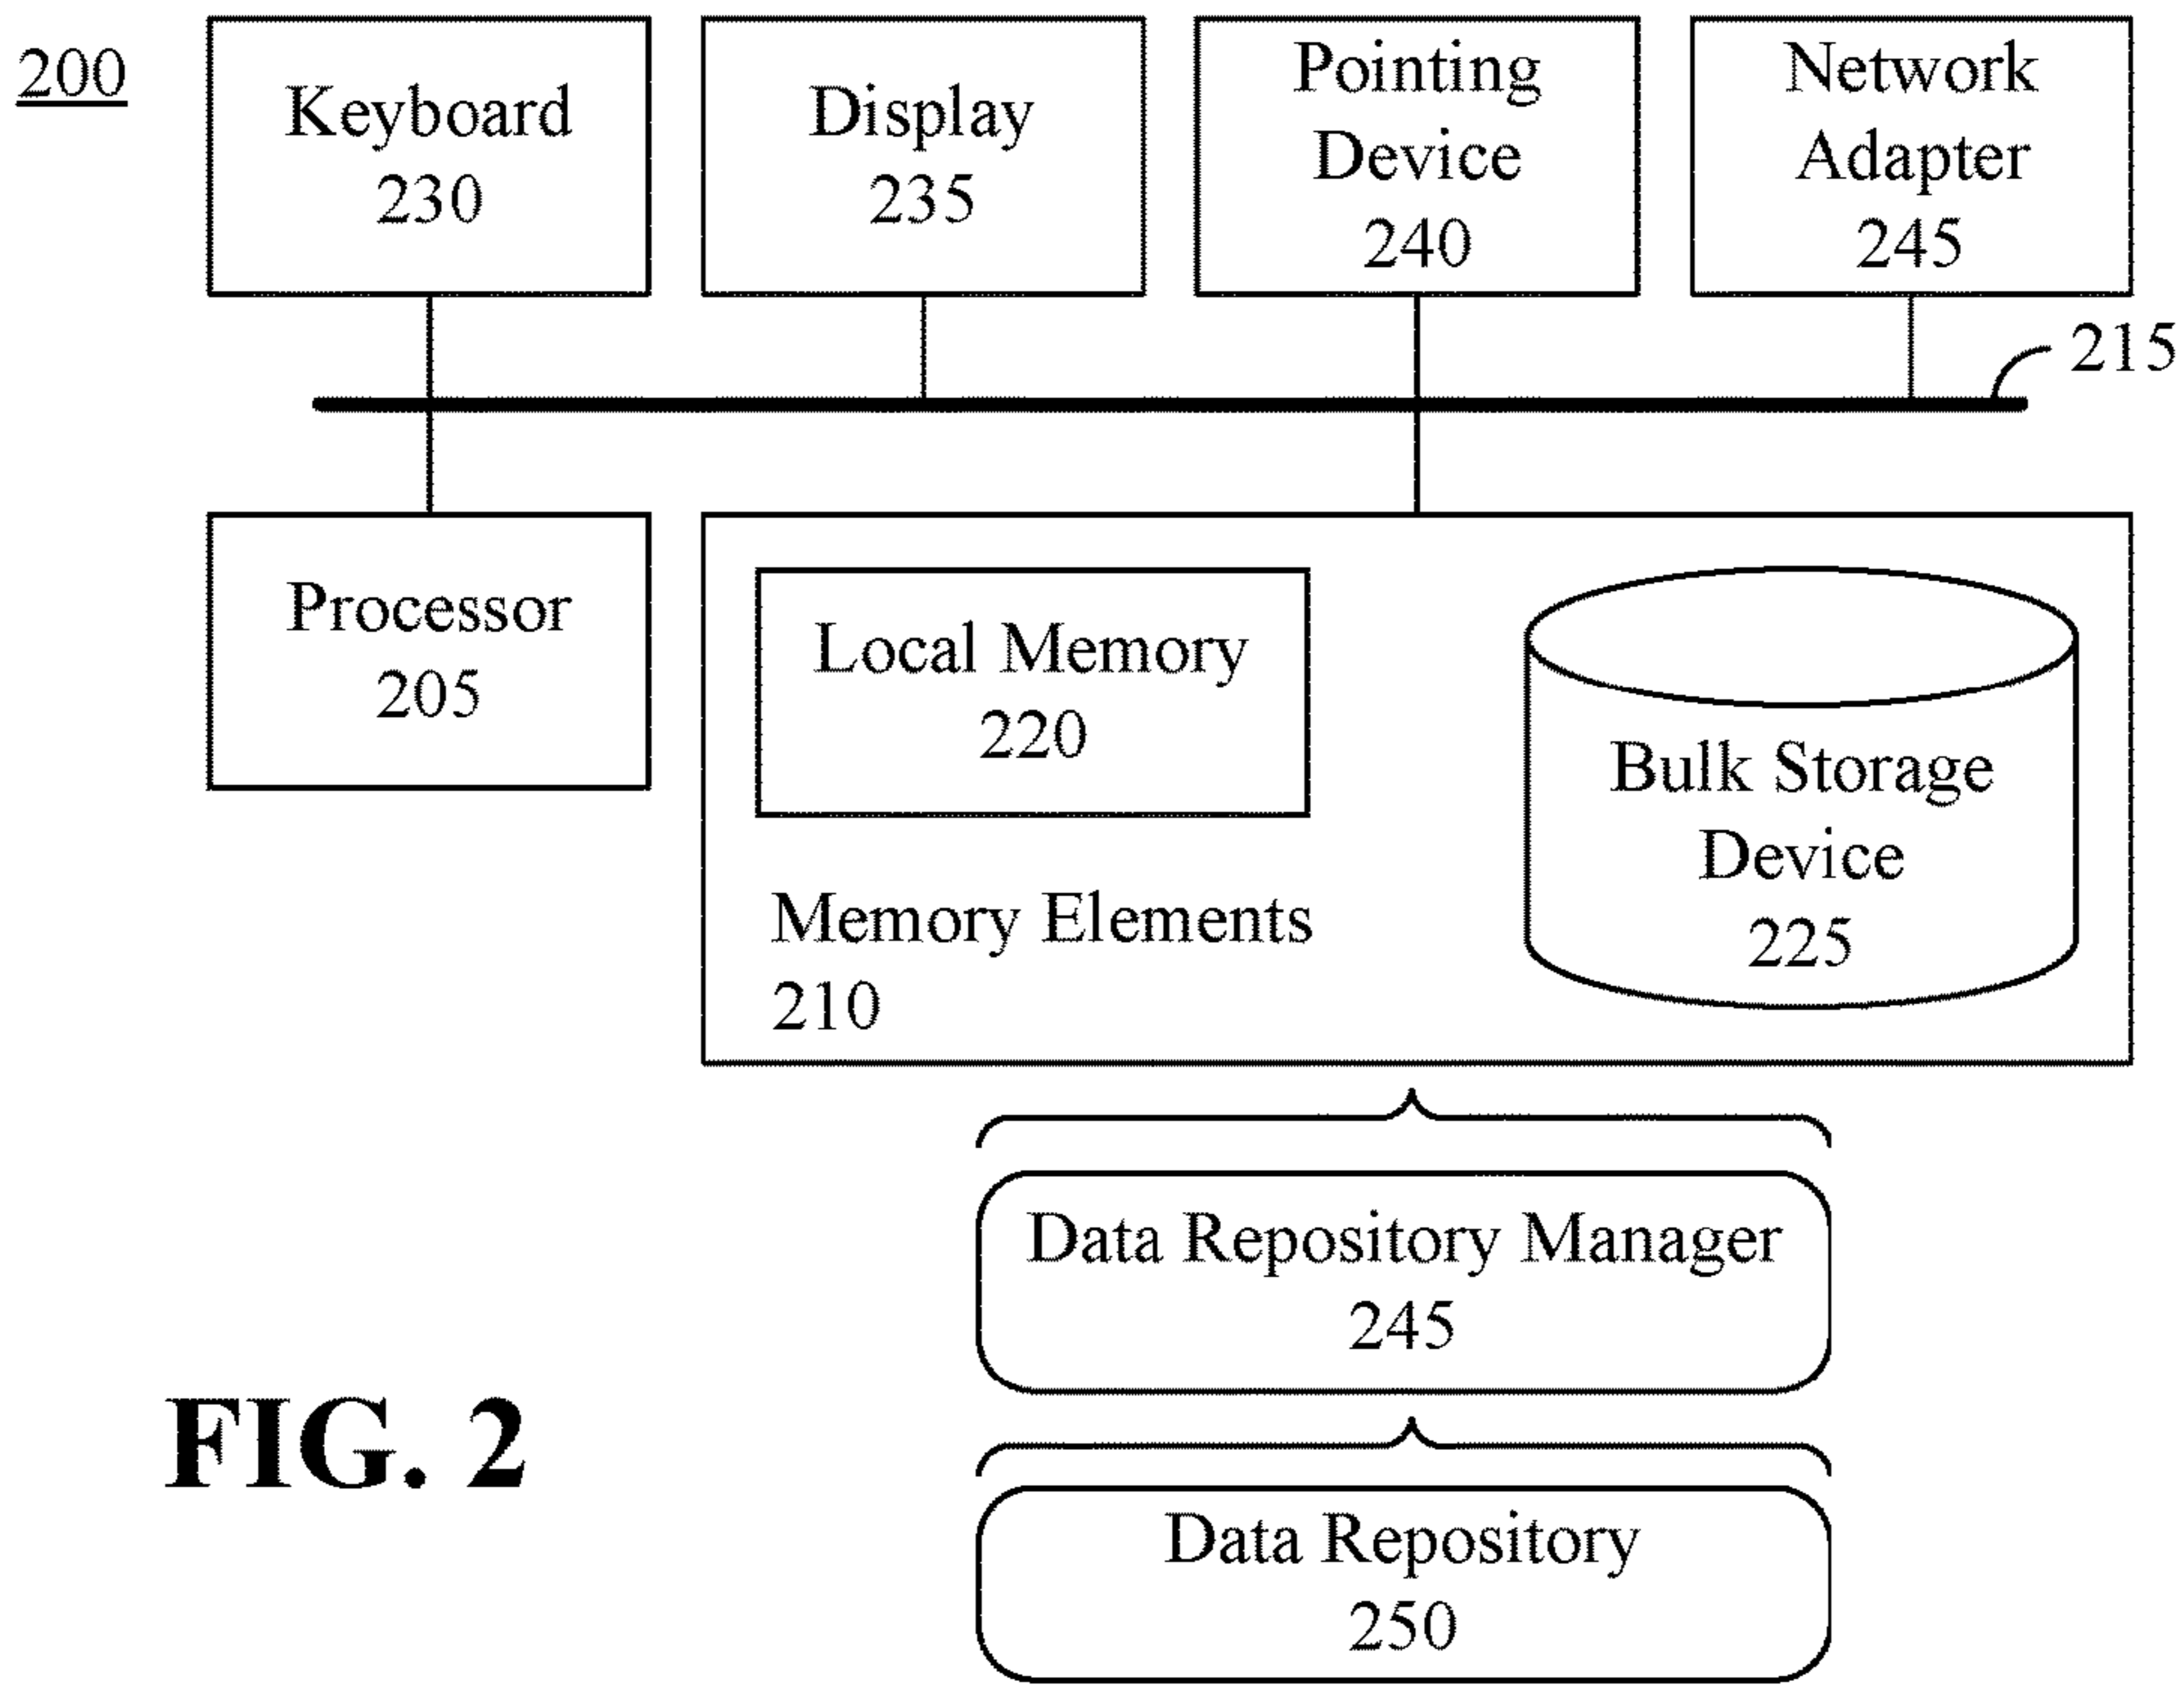 200
Keyboard
230
Display
235
Pointing
Device
240
Network
Adapter
245
215
Processor
205
Local Memory
220
Memory Elements
210
Bulk Storage
Device
225
Data Repository Manager
245
Data Repository
250
FIG. 2